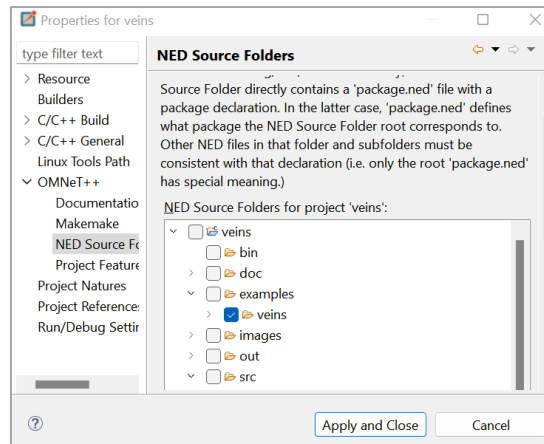 Properties for veins
type filter text
Resource
Builders
C/C++ Build
C/C++ General
Linux Tools Path
OMNeT++
Documentatio
Makemake
NED Source Fo
Project Feature
Project Natures
Project Reference
Run/Debug Settin
NED Source Folders
Source Folder directly contains a 'package.ned' file with a
package declaration. In the latter case, 'package.ned' defines
what package the NED Source Folder root corresponds to.
Other NED files in that folder and subfolders must be
consistent with that declaration (i.e. only the root 'package.ned'
has special meaning.)
NED Source Folders for project 'veins':
veins
bin
doc
examples
veins
images
out
src
Apply and Close
Cancel